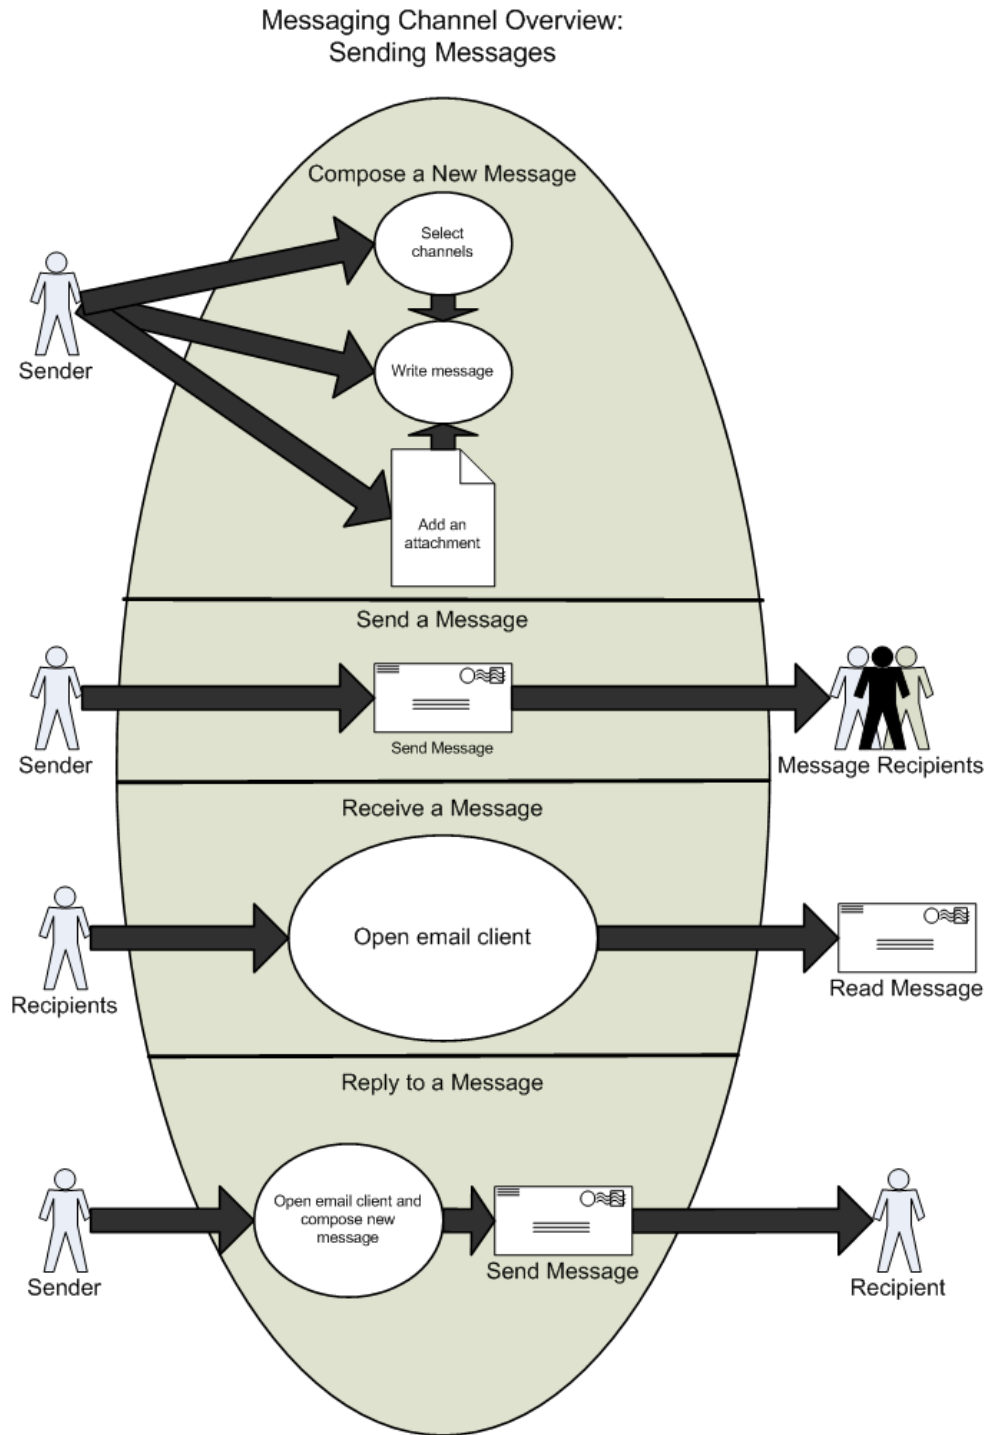 Messaging Channel Overview:
Sending Messages
Compose a New Message
Select
channels
Sender
Write message
Add an
attachment
Send a Message
Send Message
Sender
Message Recipients
Receive a Message
Open email client
Recipients
Read Message
Reply to a Message
Open email client and
compose new
message
Send Message
Sender
Recipient